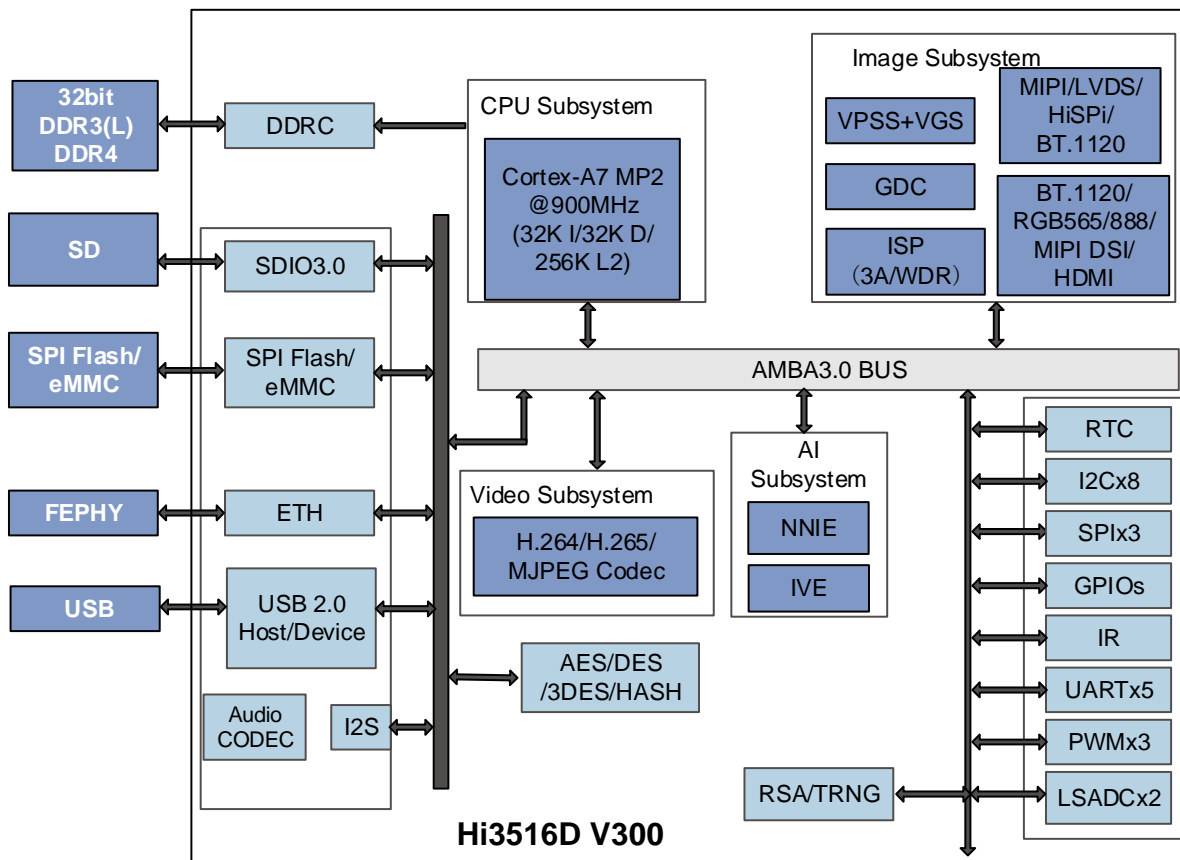 32bit
DDR3(L)
DDR4
DDRC
CPU Subsystem
Cortex-A7 MP2
@900MHz
(32K I/32K D/
256K L2)
Image Subsystem
VPSS+VGS
GDC
ISP
（3A/WDR）
MIPI/LVDS/
HiSPi/
BT.1120
BT.1120/
RGB565/888/
MIPI DSI/
HDMI
SD
SDIO3.0
SPI Flash/
eMMC
SPI Flash/
eMMC
AMBA3.0 BUS
FEPHY
ETH
USB
USB 2.0
Host/Device
Audio
CODEC
I2S
Video Subsystem
H.264/H.265/
MJPEG Codec
AI
Subsystem
NNIE
IVE
AES/DES
/3DES/HASH
RSA/TRNG
RTC
I2Cx8
SPIx3
GPIOs
IR
UARTx5
PWMx3
LSADCx2
Hi3516D V300